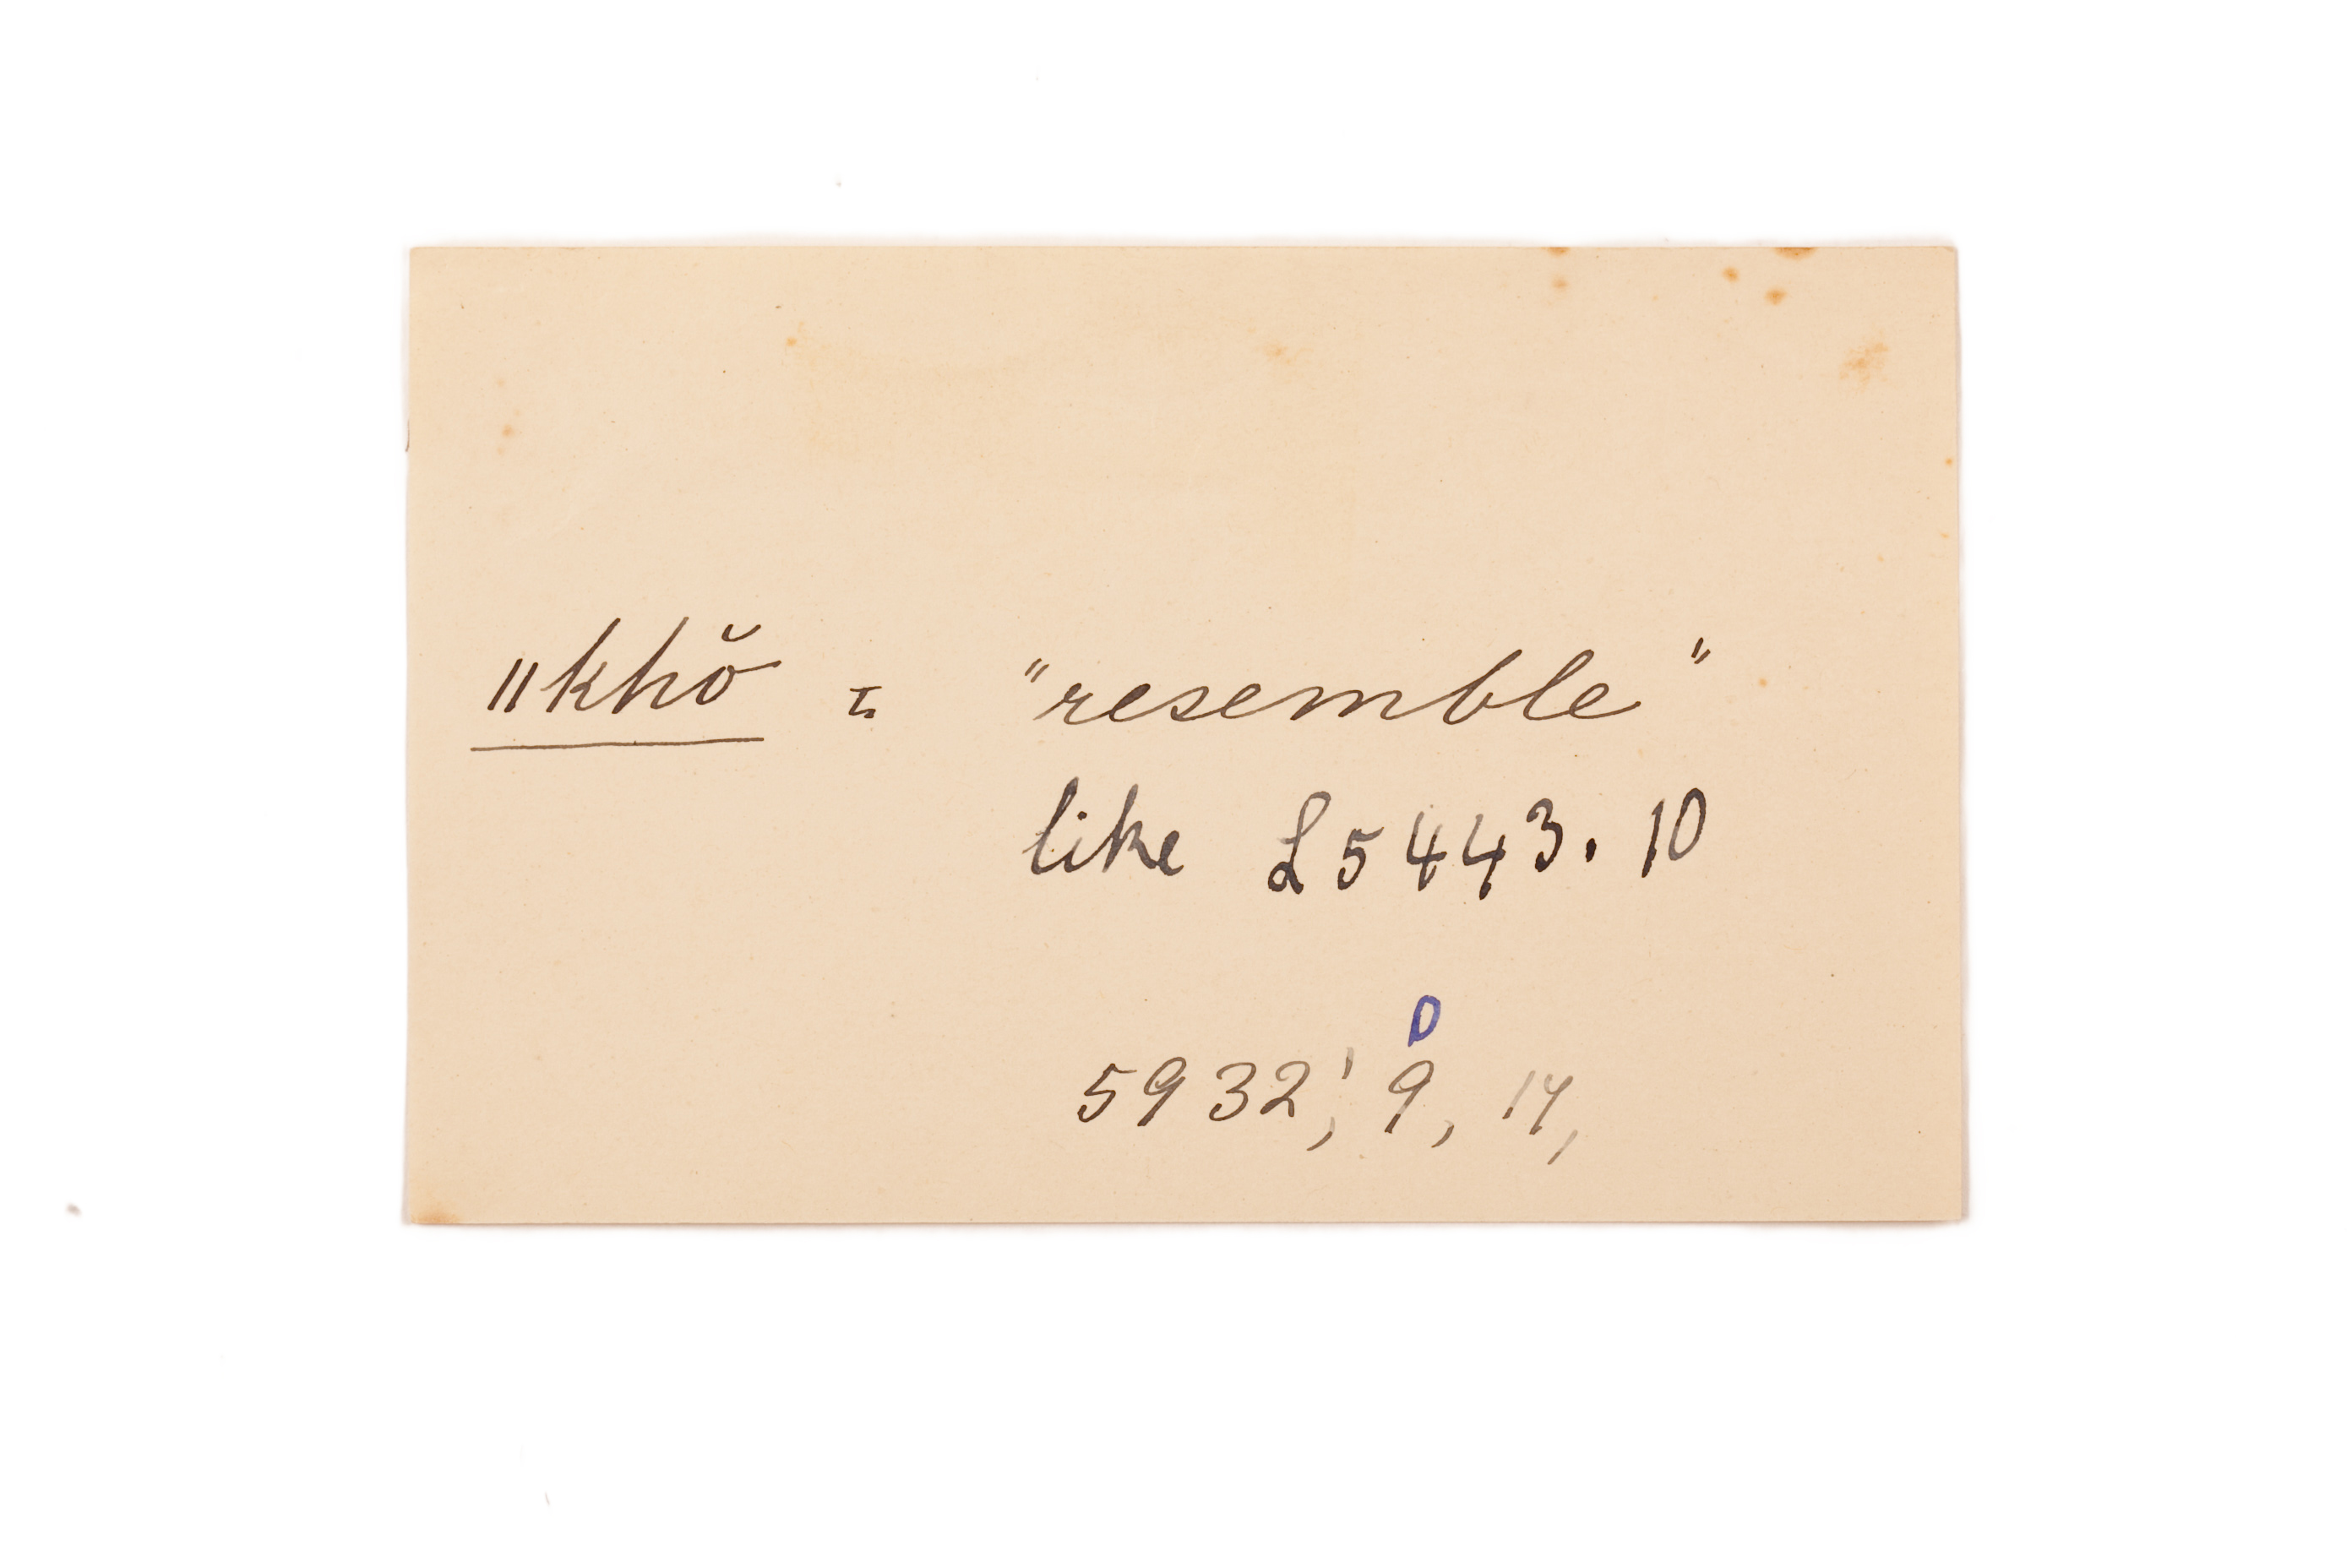 ‖khŏ = "resemble"
like L5443. 10
D
5932,' 9, 14,